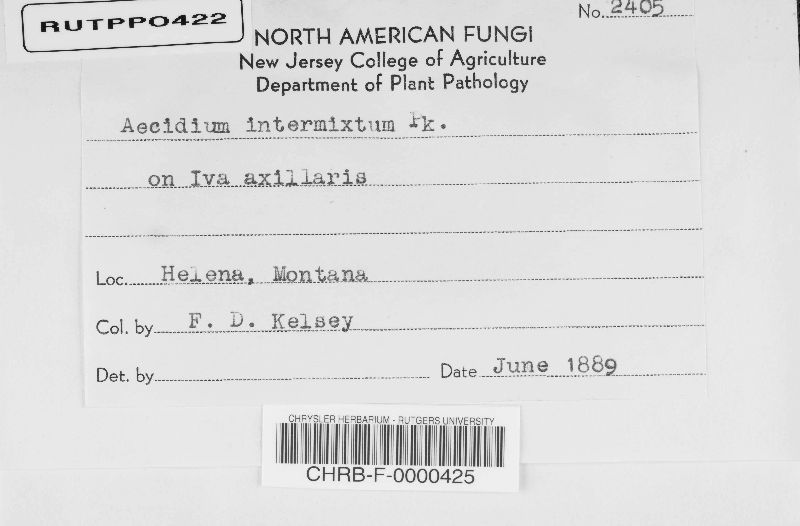 RUTPP0422
No. 2405
NORTH AMERICAN FUNGI
New Jersey College of Agriculture
Department of Plant Pathology
Aecidium intermixtum Pk.
on Iva axillaris
Loc. Helena, Montana
Col. by F. D. Kelsey
Det. by
Date June 1889
CHRYSLER HERBARIUM - RUTGERS UNIVERSITY
CHRB-F-0000425